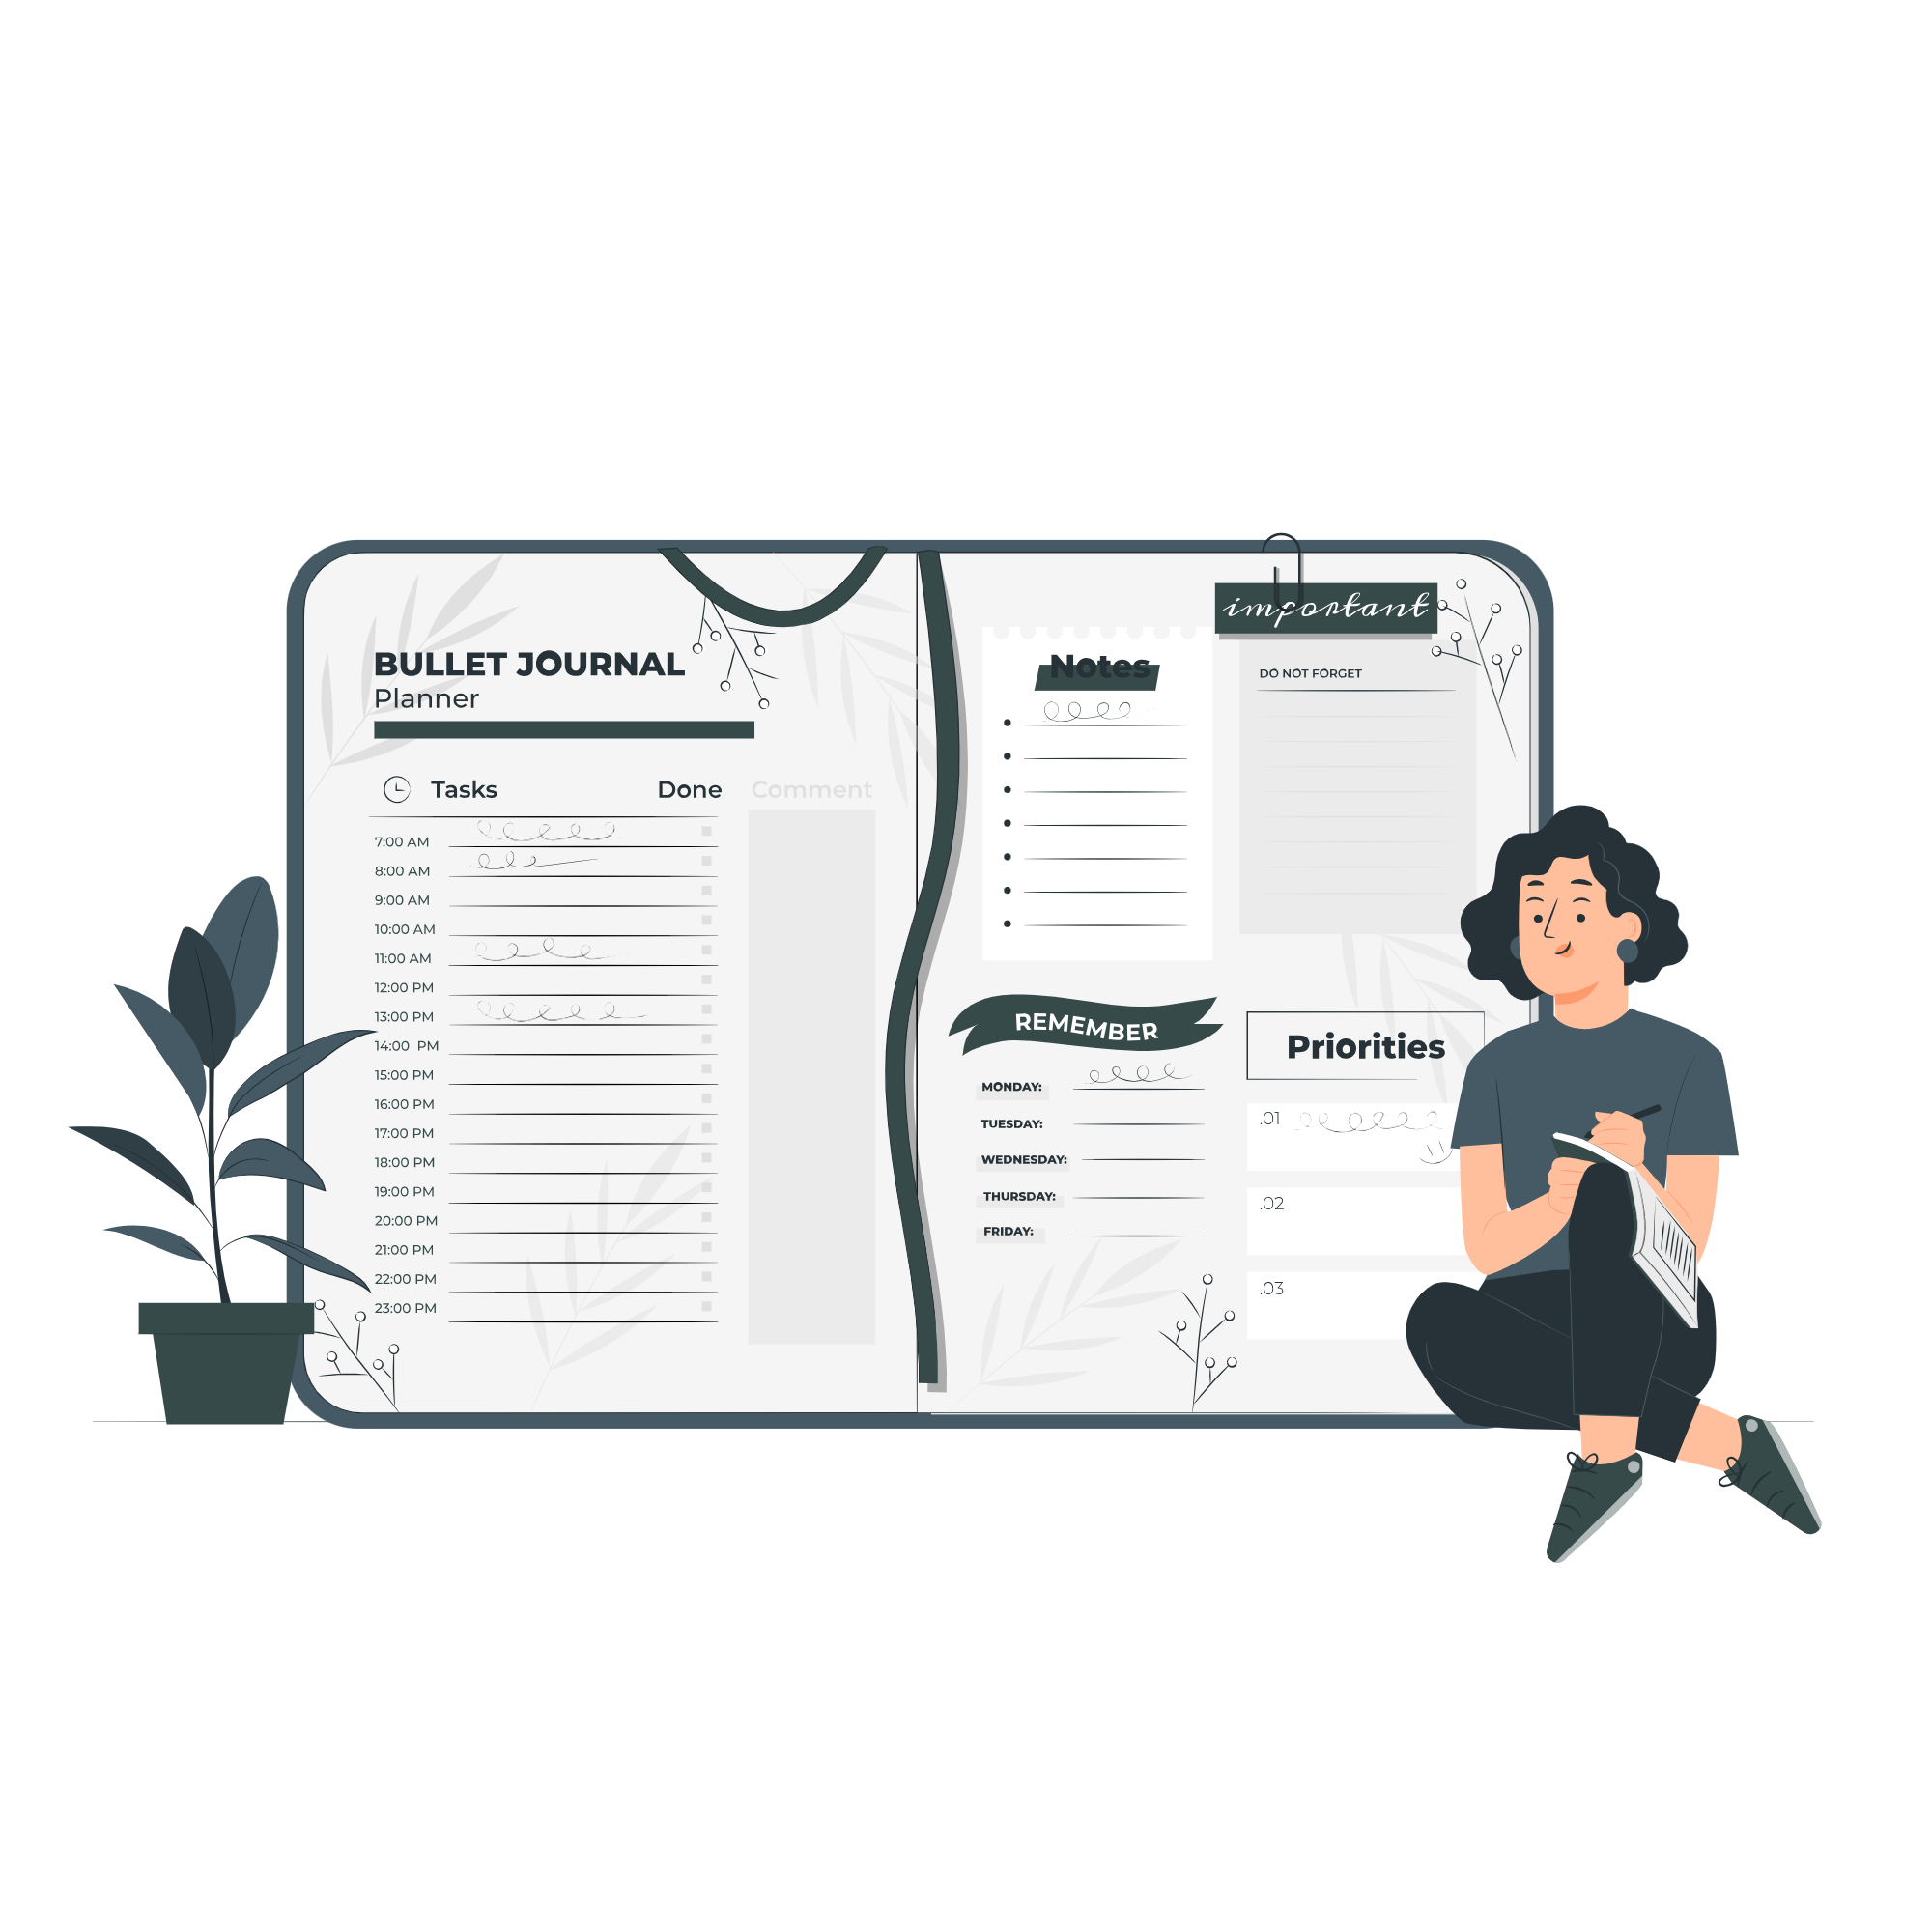 BULLET JOURNAL
Planner
Tasks Done Comment
7:00 AM
8:00 AM
9:00 AM
10:00 AM
11:00 AM
12:00 PM
13:00 PM
14:00 PM
15:00 PM
16:00 PM
17:00 PM
18:00 PM
19:00 PM
20:00 PM
21:00 PM
22:00 PM
23:00 PM
Notes
important
DO NOT FORGET
REMEMBER
MONDAY:
TUESDAY:
WEDNESDAY:
THURSDAY:
FRIDAY:
Priorities
.01
.02
.03